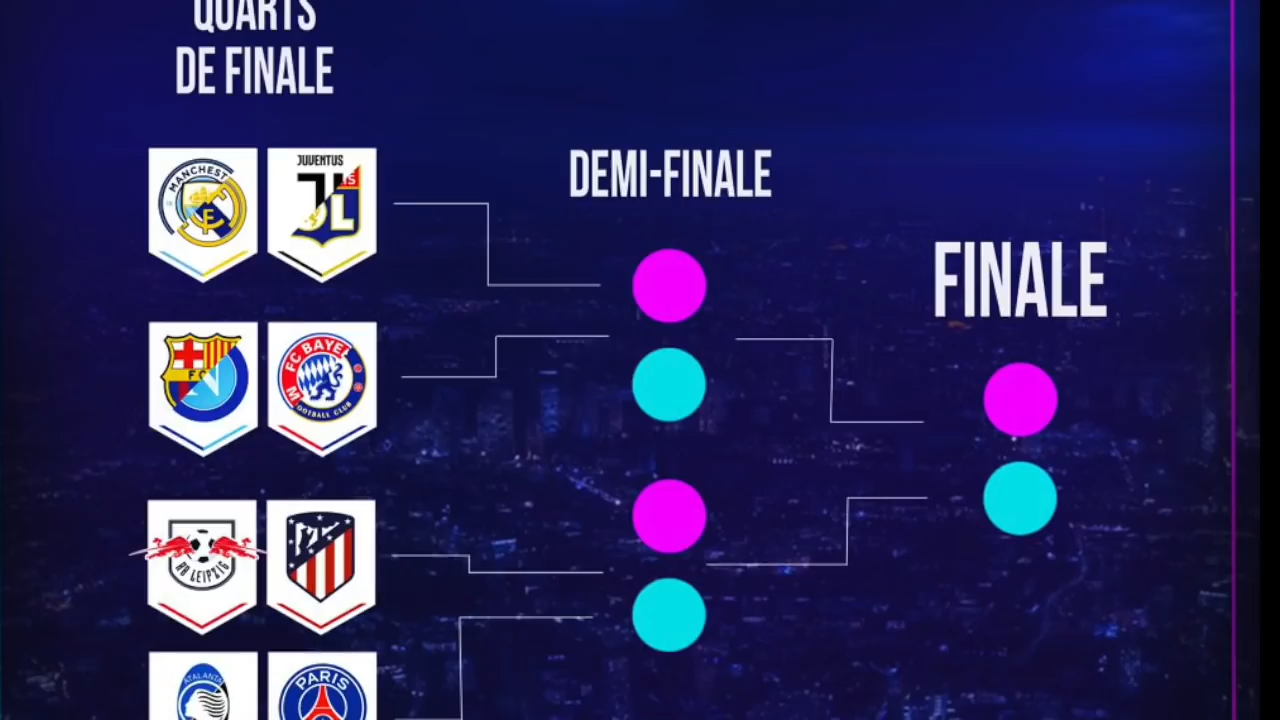 QUARTS
DE FINALE
DEMI-FINALE
FINALE
MANCHEST
JUVENTUS
L
FC BAYE
M
OOTBALL CLUB
RB LEIPZIG
ATALANTA
PARIS